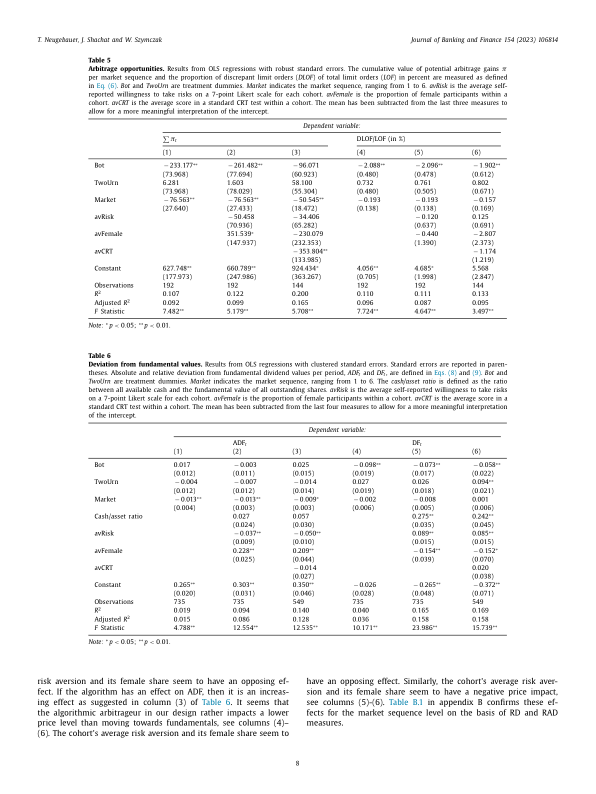 T. Neugebauer, J. Shachat and W. Szymczak
Journal of Banking and Finance 154 (2023) 106814
Table 5
Arbitrage opportunities. Results from OLS regressions with robust standard errors. The cumulative value of potential arbitrage gains π
per market sequence and the proportion of discrepant limit orders (DLOF) of total limit orders (LOF) in percent are measured as defined
in Eq. (6). Bot and TwoUrn are treatment dummies. Market indicates the market sequence, ranging from 1 to 6. avRisk is the average self-
reported willingness to take risks on a 7-point Likert scale for each cohort. avFemale is the proportion of female participants within a
cohort. avCRT is the average score in a standard CRT test within a cohort. The mean has been subtracted from the last three measures to
allow for a more meaningful interpretation of the intercept.
Dependent variable:
∑ πt DLOF/LOF (in %)
(1) (2) (3) (4) (5) (6)
Bot −233.177** −261.482** −96.071 −2.088** −2.096** −1.902**
(73.968) (77.694) (60.923) (0.480) (0.478) (0.612)
TwoUrn 6.281 1.603 58.100 0.732 0.761 0.802
(73.968) (78.029) (55.304) (0.480) (0.505) (0.671)
Market −76.563** −76.563** −50.545** −0.193 −0.193 −0.157
(27.640) (27.433) (18.472) (0.138) (0.138) (0.169)
avRisk −50.458 −34.406 −0.120 0.125
(70.936) (65.282) (0.637) (0.691)
avFemale 351.539* −230.079 −0.440 −2.807
(147.937) (232.353) (1.390) (2.373)
avCRT −353.804** −1.174
(133.985) (1.219)
Constant 627.748** 660.789** 924.434* 4.056** 4.685* 5.568
(177.973) (247.986) (363.267) (0.705) (1.998) (2.847)
Observations 192 192 144 192 192 144
R² 0.107 0.122 0.200 0.110 0.111 0.133
Adjusted R² 0.092 0.099 0.165 0.096 0.087 0.095
F Statistic 7.482** 5.179** 5.708** 7.724** 4.647** 3.497**
Note: *p < 0.05; **p < 0.01.
Table 6
Deviation from fundamental values. Results from OLS regressions with clustered standard errors. Standard errors are reported in paren-
theses. Absolute and relative deviation from fundamental dividend values per period, ADFt and DFt, are defined in Eqs. (8) and (9). Bot and
TwoUrn are treatment dummies. Market indicates the market sequence, ranging from 1 to 6. The cash/asset ratio is defined as the ratio
between all available cash and the fundamental value of all outstanding shares. avRisk is the average self-reported willingness to take risks
on a 7-point Likert scale for each cohort. avFemale is the proportion of female participants within a cohort. avCRT is the average score in a
standard CRT test within a cohort. The mean has been subtracted from the last four measures to allow for a more meaningful interpretation
of the intercept.
Dependent variable:
ADFt DFt
(1) (2) (3) (4) (5) (6)
Bot 0.017 −0.003 0.025 −0.098** −0.073** −0.058**
(0.012) (0.011) (0.015) (0.019) (0.017) (0.022)
TwoUrn −0.004 −0.007 −0.014 0.027 0.026 0.094**
(0.012) (0.012) (0.014) (0.019) (0.018) (0.021)
Market −0.013** −0.013** −0.009* −0.002 −0.008 0.001
(0.004) (0.003) (0.003) (0.006) (0.005) (0.006)
Cash/asset ratio 0.027 0.057 0.275** 0.242**
(0.024) (0.030) (0.035) (0.045)
avRisk −0.037** −0.050** 0.089** 0.085**
(0.009) (0.010) (0.015) (0.015)
avFemale 0.228** 0.209** −0.154** −0.152*
(0.025) (0.044) (0.039) (0.070)
avCRT −0.014 0.020
(0.027) (0.038)
Constant 0.265** 0.303** 0.350** −0.026 −0.265** −0.372**
(0.020) (0.031) (0.046) (0.028) (0.048) (0.071)
Observations 735 735 549 735 735 549
R² 0.019 0.094 0.140 0.040 0.165 0.169
Adjusted R² 0.015 0.086 0.128 0.036 0.158 0.158
F Statistic 4.788** 12.554** 12.535** 10.171** 23.986** 15.739**
Note: *p < 0.05; **p < 0.01.
risk aversion and its female share seem to have an opposing ef-
fect. If the algorithm has an effect on ADF, then it is an increas-
ing effect as suggested in column (3) of Table 6. It seems that
the algorithmic arbitrageur in our design rather impacts a lower
price level than moving towards fundamentals, see columns (4)–
(6). The cohort's average risk aversion and its female share seem to
have an opposing effect. Similarly, the cohort's average risk aver-
sion and its female share seem to have a negative price impact,
see columns (5)-(6). Table B.1 in appendix B confirms these ef-
fects for the market sequence level on the basis of RD and RAD
measures.
8